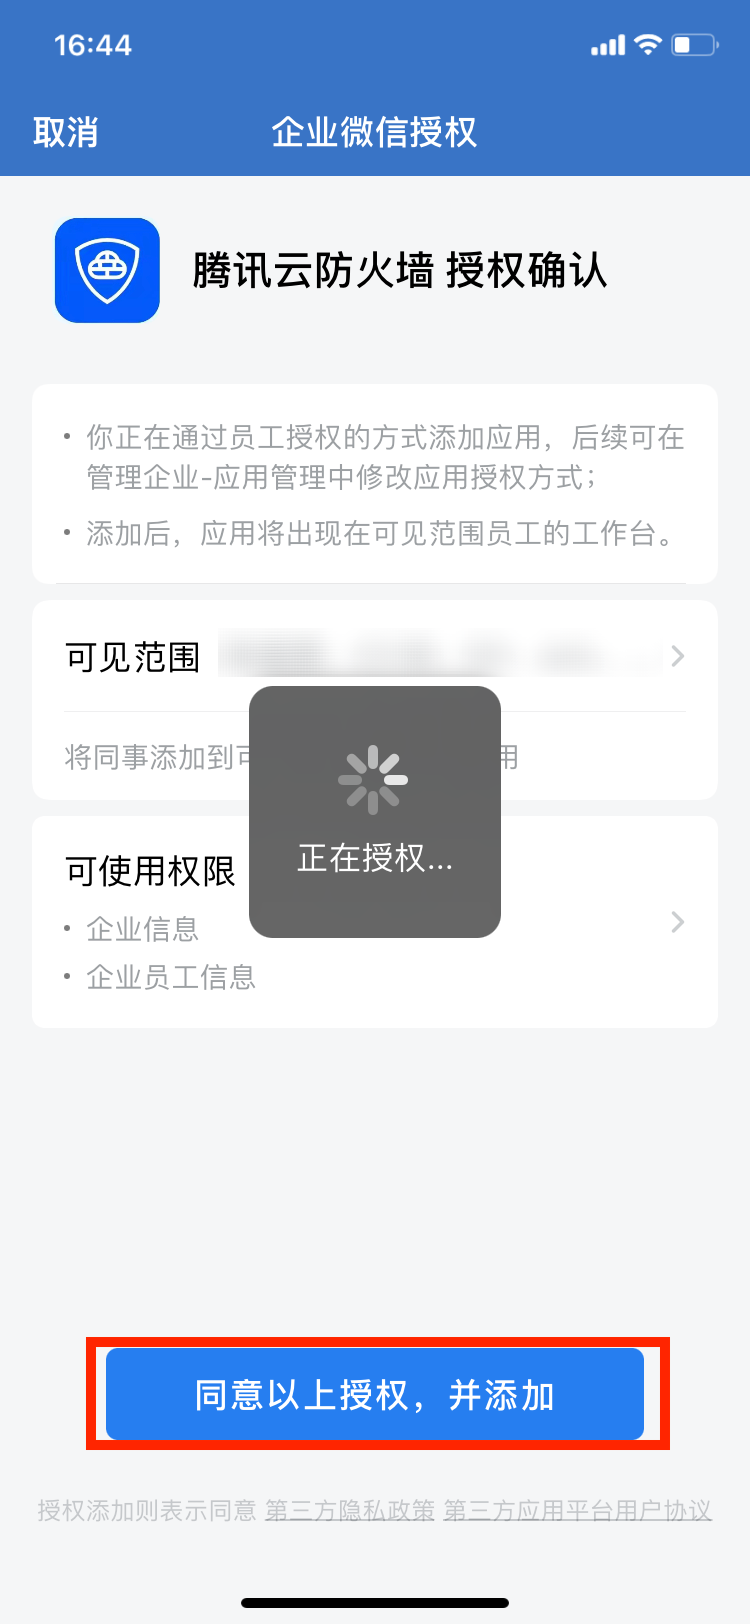 16:44
取消
企业微信授权
腾讯云防火墙 授权确认
• 你正在通过员工授权的方式添加应用，后续可在
管理企业-应用管理中修改应用授权方式；
• 添加后，应用将出现在可见范围员工的工作台。
可见范围
将同事添加到可
用
正在授权...
可使用权限
• 企业信息
• 企业员工信息
同意以上授权，并添加
授权添加则表示同意 第三方隐私政策 第三方应用平台用户协议